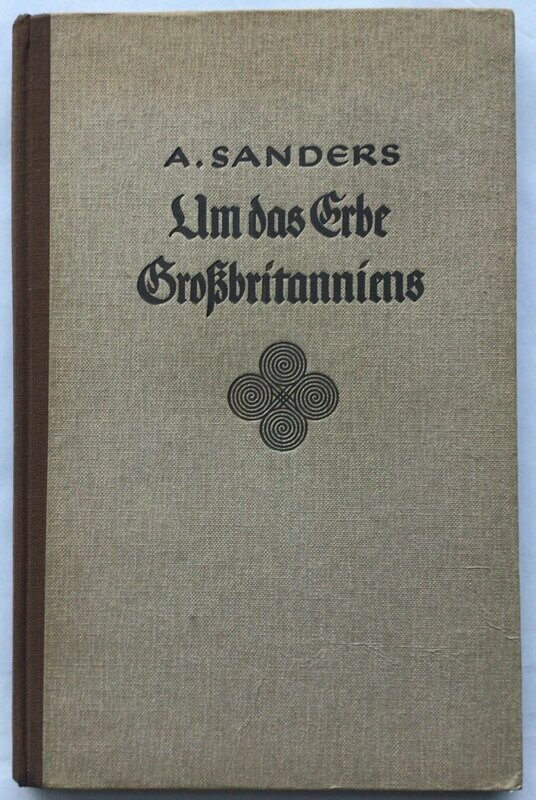 A. SANDERS
Um das Erbe
Großbritanniens